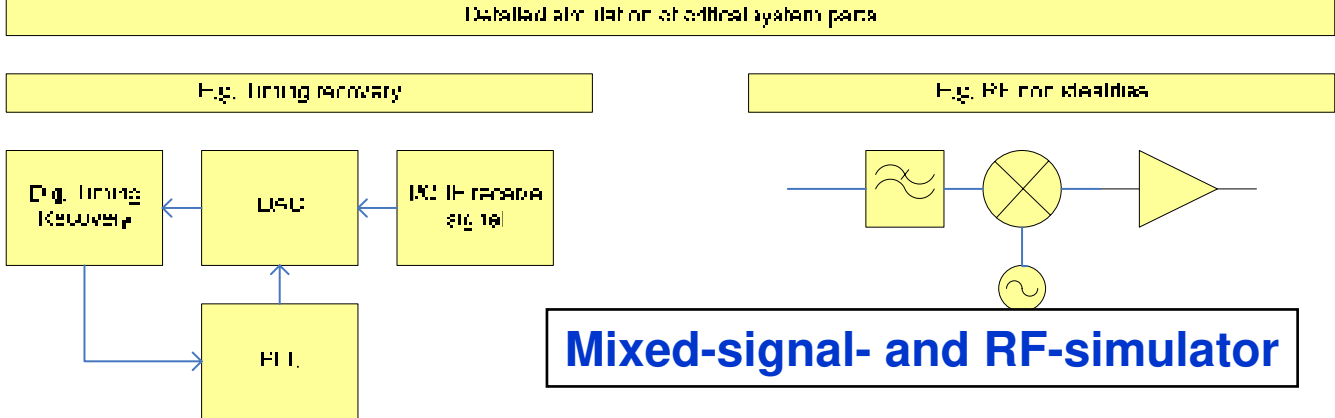 Detailed simulation of critical system parts
E.g. Timing recovery
E.g. RF non idealities
Dig. Timing
Recovery
IF receive
signal
PLL
Mixed-signal- and RF-simulator